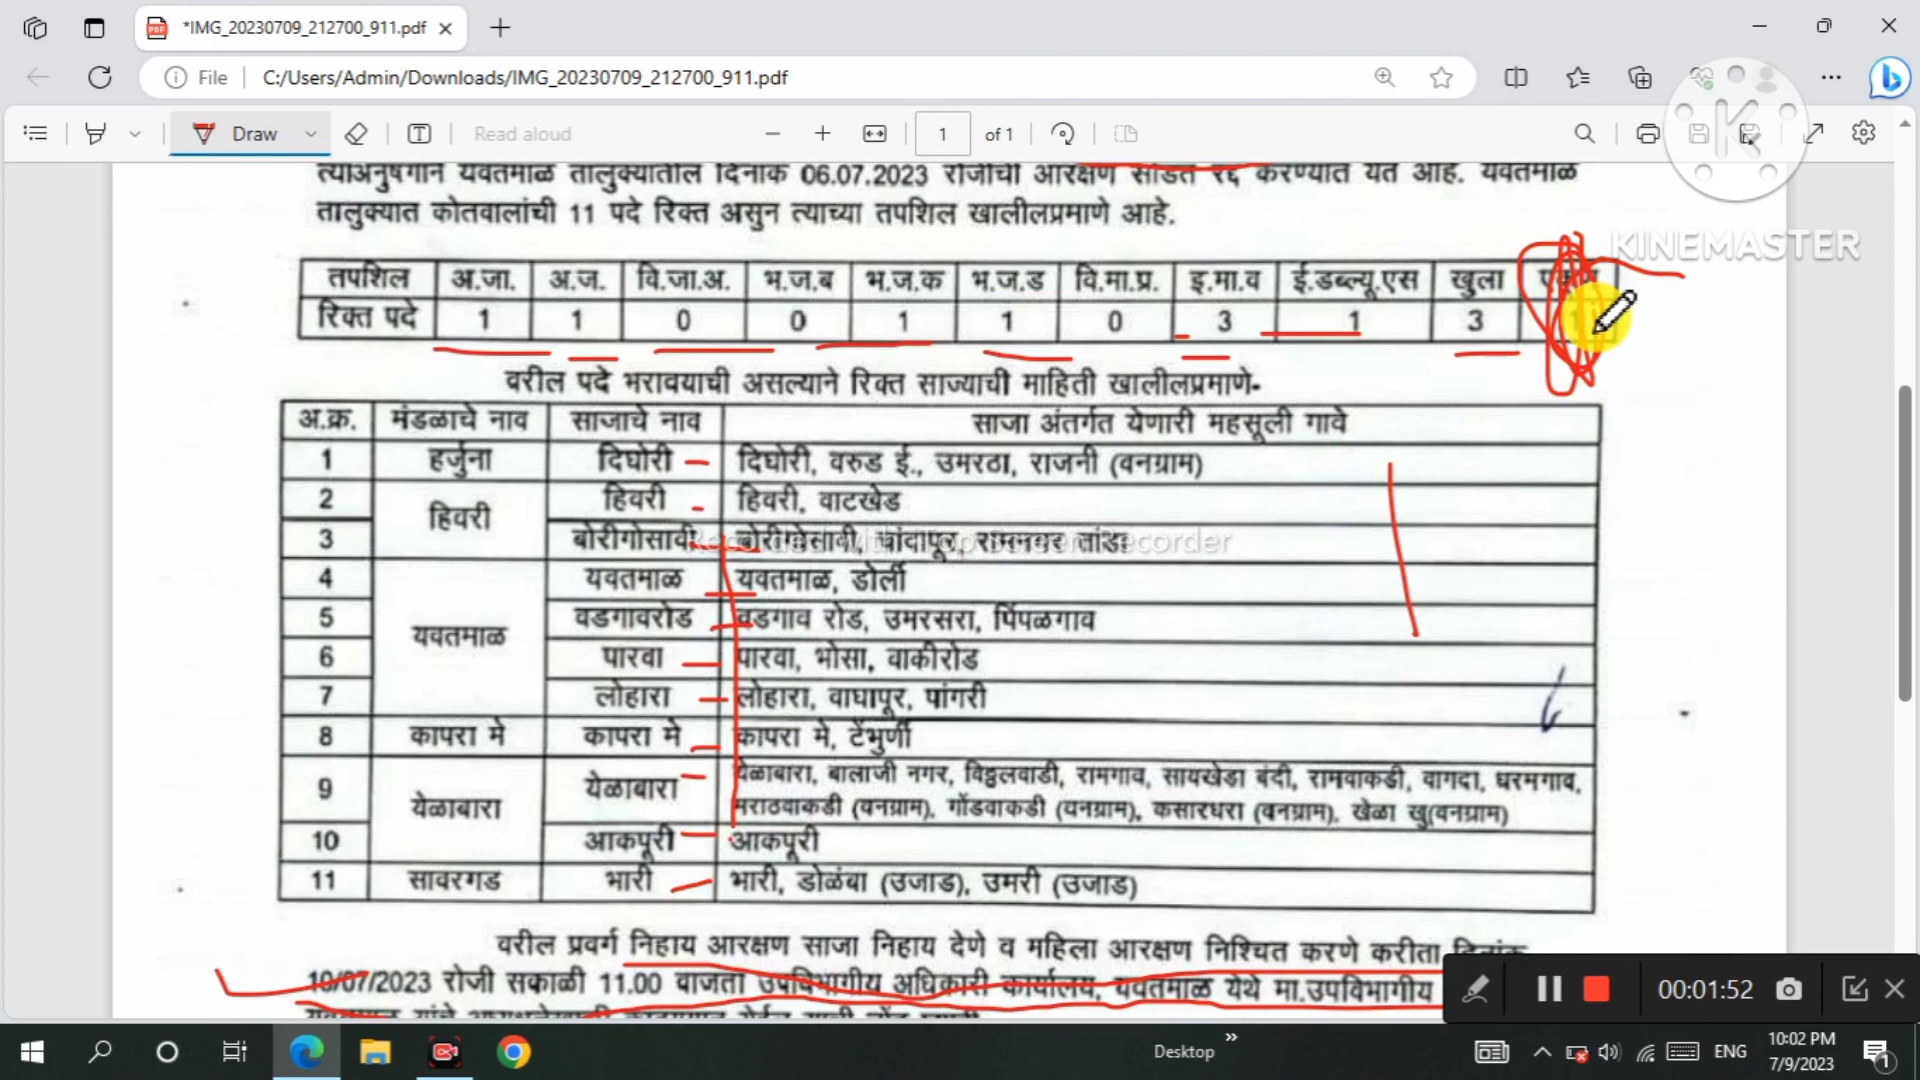 *IMG_20230709_212700_911.pdf
File
C:/Users/Admin/Downloads/IMG_20230709_212700_911.pdf
Draw
Read aloud
1 of 1
KINEMASTER
त्याअनुषंगाने यवतमाळ तालुक्यातील दिनांक 06.07.2023 रोजीची आरक्षण सोडत रद्द करण्यात येत आहे. यवतमाळ
तालुक्यात कोतवालांची 11 पदे रिक्त असुन त्याच्या तपशिल खालीलप्रमाणे आहे.
तपशिल अ.जा. अ.ज. वि.जा.अ. भ.ज.ब भ.ज.क भ.ज.ड वि.मा.प्र. इ.मा.व ई.डब्ल्यू.एस खुला
रिक्त पदे 1 1 0 0 1 1 0 3 1 3
वरील पदे भरावयाची असल्याने रिक्त साज्याची माहिती खालीलप्रमाणे-
अ.क्र. मंडळाचे नाव साजाचे नाव साजा अंतर्गत येणारी महसूली गावे
1 हर्जुना दिघोरी दिघोरी, वरुड ई., उमरठा, राजनी (वनग्राम)
2 हिवरी हिवरी हिवरी, वाटखेड
3 बोरीगोसावी बोरीगोसावी, चांदापूर, रामनगर तांडा
4 यवतमाळ यवतमाळ यवतमाळ, डोर्ली
5 वडगावरोड वडगाव रोड, उमरसरा, पिंपळगाव
6 पारवा पारवा, भोसा, वाकीरोड
7 लोहारा लोहारा, वाघापूर, पांगरी
8 कापरा मे कापरा मे कापरा मे, टेंभुर्णी
9 येळाबारा येळाबारा येळाबारा, बालाजी नगर, विठ्ठलवाडी, रामगाव, सायखेडा बंदी, रामवाकडी, वागदा, धरमगाव,
मराठवाकडी (वनग्राम), गोंडवाकडी (वनग्राम), कसारधरा (वनग्राम), खेळा खु(वनग्राम)
10 आकपूरी आकपूरी
11 सावरगड भारी भारी, डोळंबा (उजाड), उमरी (उजाड)
वरील प्रवर्ग निहाय आरक्षण साजा निहाय देणे व महिला आरक्षण निश्चित करणे करीता दिनांक
10/07/2023 रोजी सकाळी 11.00 वाजता उपविभागीय अधिकारी कार्यालय, यवतमाळ येथे मा.उपविभागीय
00:01:52
Desktop
ENG
10:02 PM
7/9/2023